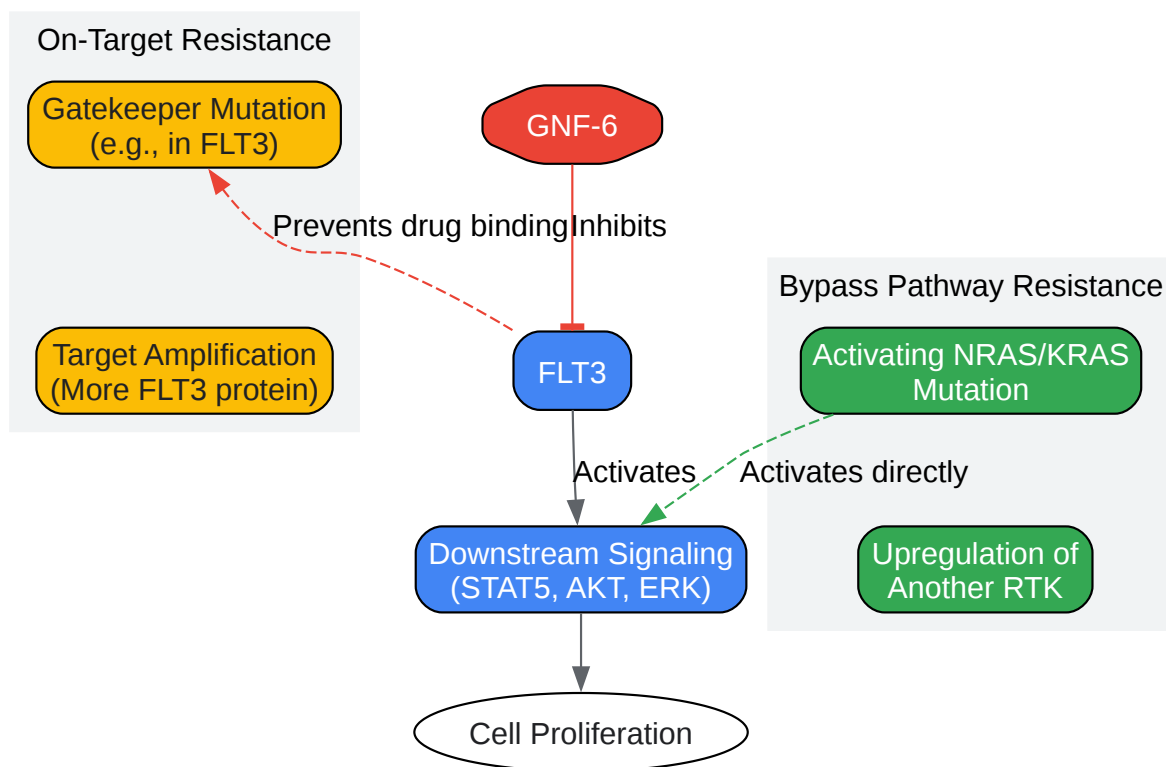 On-Target Resistance
Gatekeeper Mutation
(e.g., in FLT3)
GNF-6
Prevents drug binding
Inhibits
Bypass Pathway Resistance
Target Amplification
(More FLT3 protein)
FLT3
Activating NRAS/KRAS
Mutation
Activates
Activates directly
Downstream Signaling
(STAT5, AKT, ERK)
Upregulation of
Another RTK
Cell Proliferation